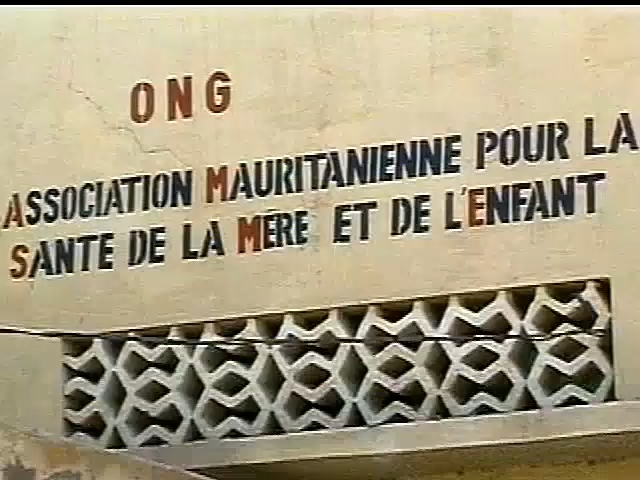 ONG
ASSOCIATION MAURITANIENNE POUR LA
SANTE DE LA MERE ET DE L'ENFANT